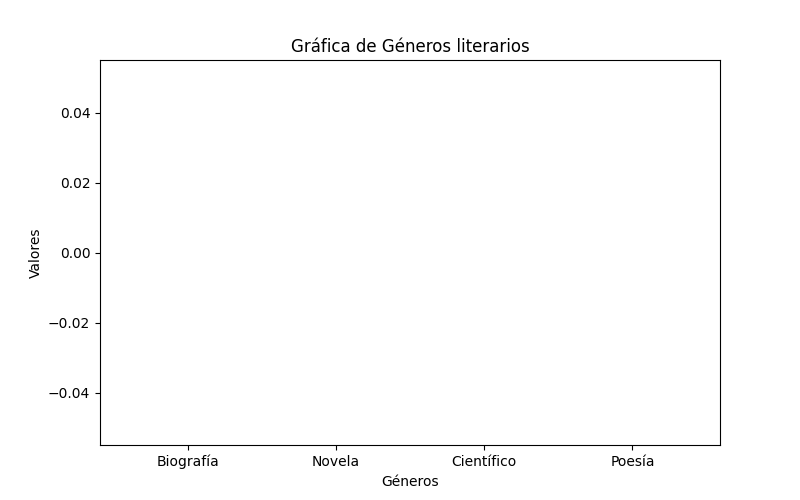 Gráfica de Géneros literarios
0.04
0.02
0.00
−0.02
−0.04
Valores
Biografía
Novela
Científico
Poesía
Géneros